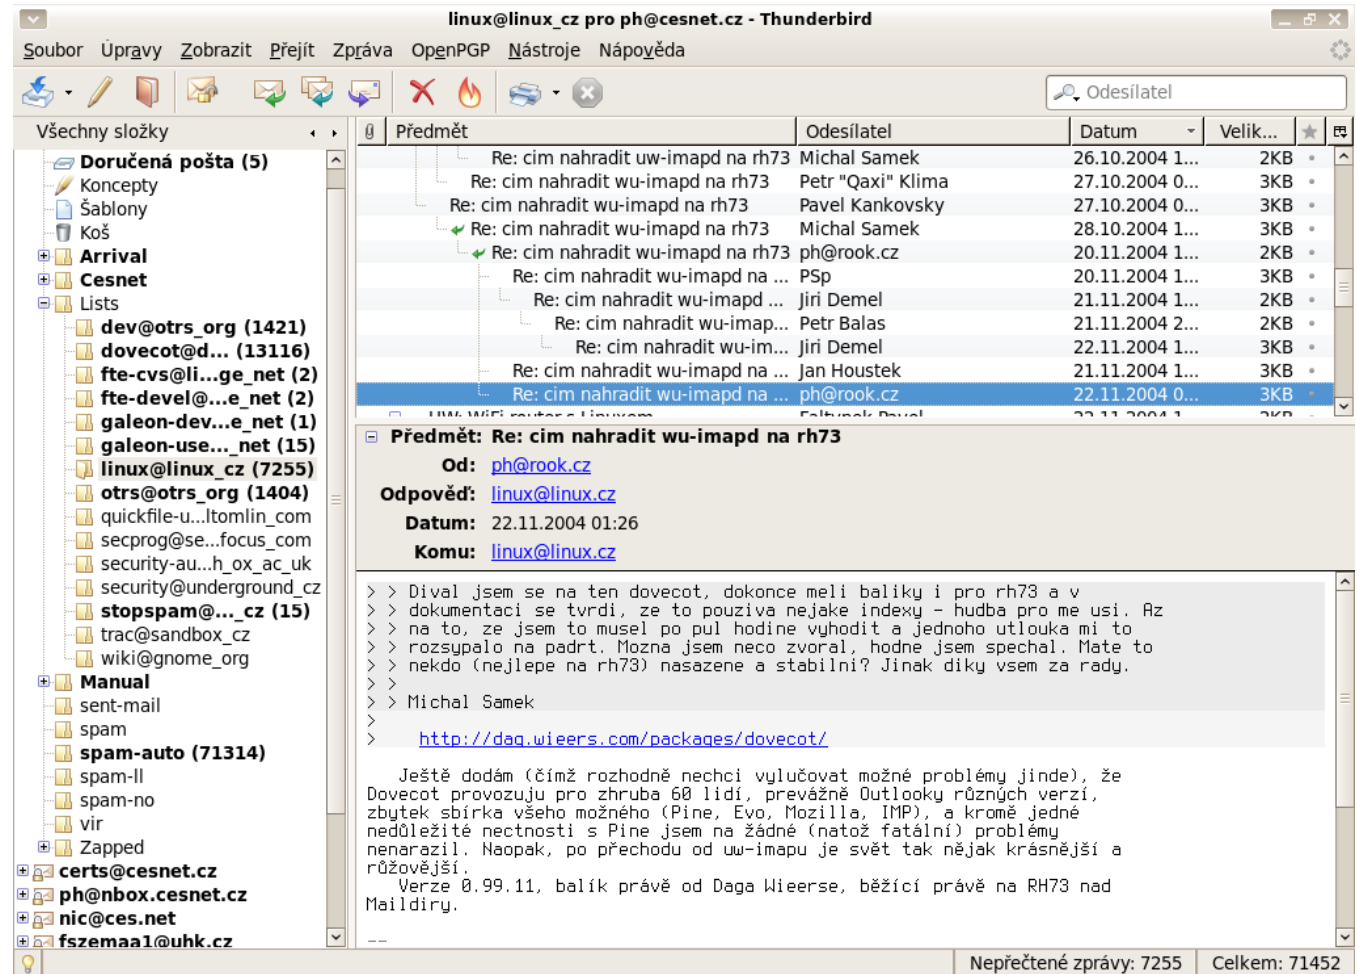 linux@linux_cz pro ph@cesnet.cz - Thunderbird
Soubor Úpravy Zobrazit Přejít Zpráva OpenPGP Nástroje Nápověda
Odesílatel
Všechny složky
Doručená pošta (5)
Koncepty
Šablony
Koš
Arrival
Cesnet
Lists
dev@otrs_org (1421)
dovecot@d... (13116)
fte-cvs@li...ge_net (2)
fte-devel@...e_net (2)
galeon-dev...e_net (1)
galeon-use..._net (15)
linux@linux_cz (7255)
otrs@otrs_org (1404)
quickfile-u...ltomlin_com
secprog@se...focus_com
security-au...h_ox_ac_uk
security@underground_cz
stopspam@..._cz (15)
trac@sandbox_cz
wiki@gnome_org
Manual
sent-mail
spam
spam-auto (71314)
spam-ll
spam-no
vir
Zapped
certs@cesnet.cz
ph@nbox.cesnet.cz
nic@ces.net
fszemaa1@uhk.cz
Předmět Odesílatel Datum Velik...
Re: cim nahradit uw-imapd na rh73 Michal Samek 26.10.2004 1... 2KB
Re: cim nahradit wu-imapd na rh73 Petr "Qaxi" Klima 27.10.2004 0... 3KB
Re: cim nahradit wu-imapd na rh73 Pavel Kankovsky 27.10.2004 0... 3KB
Re: cim nahradit wu-imapd na rh73 Michal Samek 28.10.2004 1... 3KB
Re: cim nahradit wu-imapd na rh73 ph@rook.cz 20.11.2004 1... 2KB
Re: cim nahradit wu-imapd na ... PSp 20.11.2004 1... 3KB
Re: cim nahradit wu-imapd ... Jiri Demel 21.11.2004 1... 2KB
Re: cim nahradit wu-imap... Petr Balas 21.11.2004 2... 2KB
Re: cim nahradit wu-im... Jiri Demel 22.11.2004 1... 3KB
Re: cim nahradit wu-imapd na ... Jan Houstek 21.11.2004 1... 3KB
Re: cim nahradit wu-imapd na ... ph@rook.cz 22.11.2004 0... 3KB
UW: WiFi router s Linuxem Faltynek Pavel 22.11.2004 1... 3KB
Předmět: Re: cim nahradit wu-imapd na rh73
Od: ph@rook.cz
Odpověď: linux@linux.cz
Datum: 22.11.2004 01:26
Komu: linux@linux.cz
> > Dival jsem se na ten dovecot, dokonce meli baliky i pro rh73 a v
> > dokumentaci se tvrdi, ze to pouziva nejake indexy - hudba pro me usi. Az
> > na to, ze jsem to musel po pul hodine vyhodit a jednoho utlouka mi to
> > rozsypalo na padrt. Mozna jsem neco zvoral, hodne jsem spechal. Mate to
> > nekdo (nejlepe na rh73) nasazene a stabilni? Jinak diky vsem za rady.
> >
> > Michal Samek
>
> http://dag.wieers.com/packages/dovecot/
Ještě dodám (čímž rozhodně nechci vylučovat možné problémy jinde), že
Dovecot provozuju pro zhruba 60 lidí, prevážně Outlooky různých verzí,
zbytek sbírka všeho možného (Pine, Evo, Mozilla, IMP), a kromě jedné
nedůležité nectnosti s Pine jsem na žádné (natož fatální) problémy
nenarazil. Naopak, po přechodu od uw-imapu je svět tak nějak krásnější a
růžovější.
Verze 0.99.11, balík právě od Daga Wieerse, běžící právě na RH73 nad
Maildiry.
--
Nepřečtené zprávy: 7255 Celkem: 71452